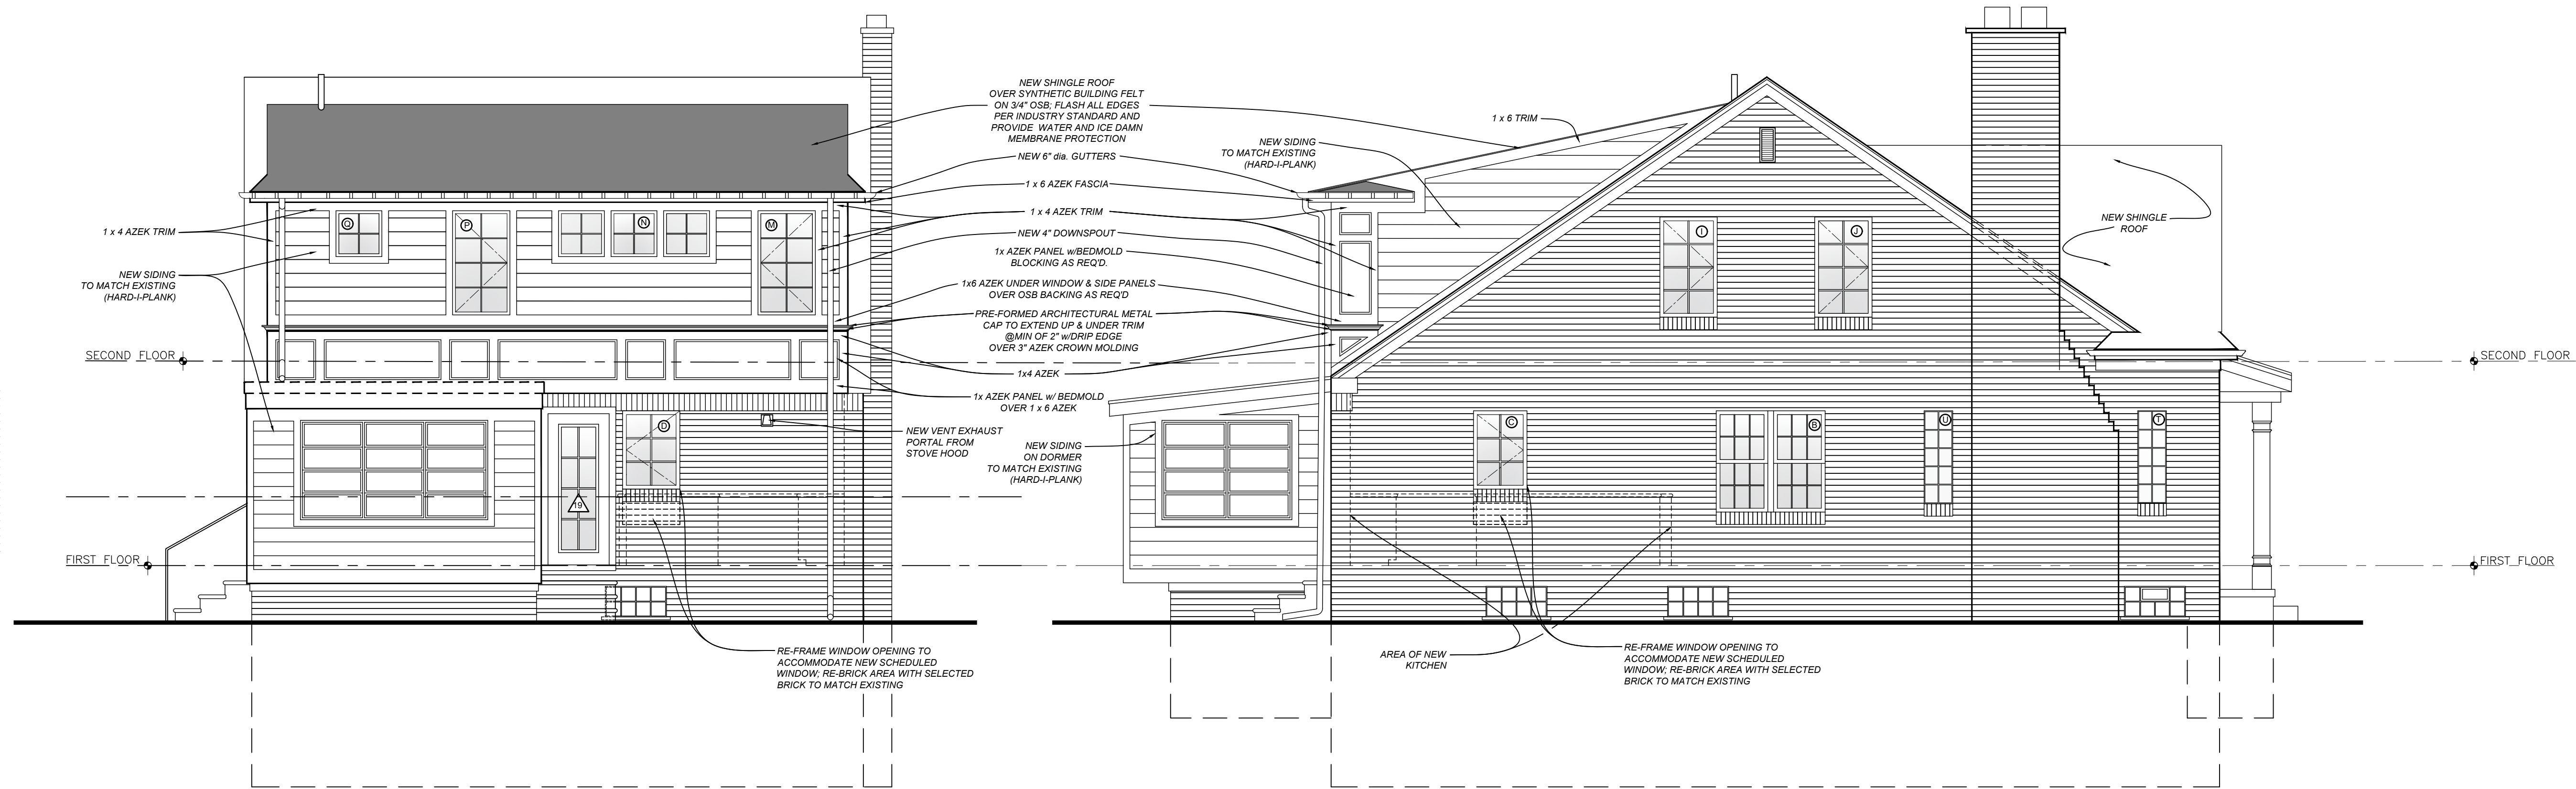 NEW SHINGLE ROOF
OVER SYNTHETIC BUILDING FELT
ON 3/4" OSB; FLASH ALL EDGES
PER INDUSTRY STANDARD AND
PROVIDE WATER AND ICE DAMN
MEMBRANE PROTECTION
NEW 6" dia. GUTTERS
1 x 6 AZEK FASCIA
1 x 4 AZEK TRIM
NEW 4" DOWNSPOUT
1x AZEK PANEL w/BEDMOLD
BLOCKING AS REQ'D.
1x6 AZEK UNDER WINDOW & SIDE PANELS
OVER OSB BACKING AS REQ'D
PRE-FORMED ARCHITECTURAL METAL
CAP TO EXTEND UP & UNDER TRIM
@MIN OF 2" w/DRIP EDGE
OVER 3" AZEK CROWN MOLDING
1x4 AZEK
1x AZEK PANEL w/ BEDMOLD
OVER 1 x 6 AZEK
1 x 4 AZEK TRIM
NEW SIDING
TO MATCH EXISTING
(HARD-I-PLANK)
Q
P
N
M
SECOND FLOOR
D
19
NEW VENT EXHAUST
PORTAL FROM
STOVE HOOD
FIRST FLOOR
RE-FRAME WINDOW OPENING TO
ACCOMMODATE NEW SCHEDULED
WINDOW; RE-BRICK AREA WITH SELECTED
BRICK TO MATCH EXISTING
1 x 6 TRIM
NEW SIDING
TO MATCH EXISTING
(HARD-I-PLANK)
NEW SHINGLE
ROOF
I
J
SECOND FLOOR
NEW SIDING
ON DORMER
TO MATCH EXISTING
(HARD-I-PLANK)
C
B
U
T
FIRST FLOOR
AREA OF NEW
KITCHEN
RE-FRAME WINDOW OPENING TO
ACCOMMODATE NEW SCHEDULED
WINDOW; RE-BRICK AREA WITH SELECTED
BRICK TO MATCH EXISTING